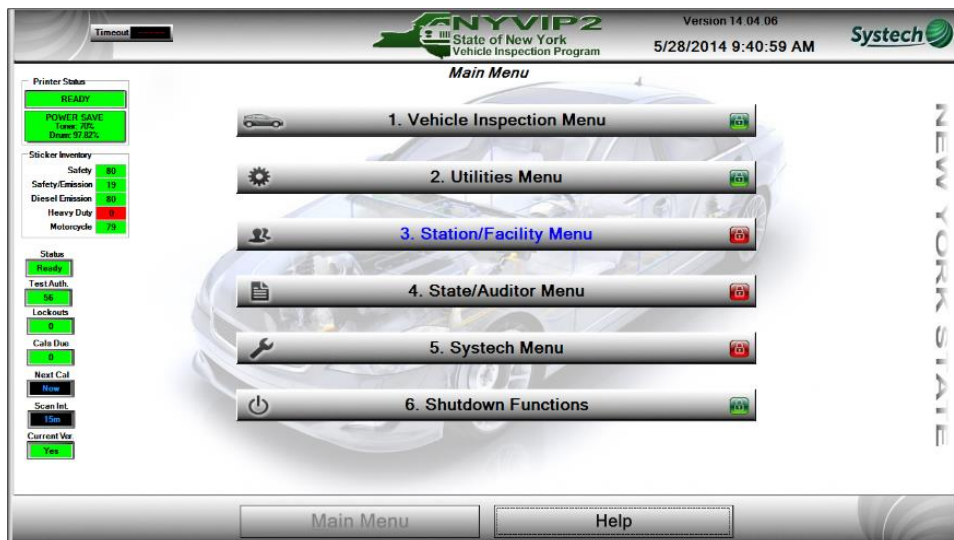 Timeout
NYVIP2
State of New York
Vehicle Inspection Program
Version 14.04.06
5/28/2014 9:40:59 AM
Systech
Main Menu
Printer Status
READY
POWER SAVE
Toner: 70%
Drum: 97.82%
Sticker Inventory
Safety 80
Safety/Emission 19
Diesel Emission 80
Heavy Duty 0
Motorcycle 79
Status
Ready
Test Auth.
56
Lockouts
0
Cals Due
0
Next Cal
Now
Scan Int.
15m
Current Ver.
Yes
1. Vehicle Inspection Menu
2. Utilities Menu
3. Station/Facility Menu
4. State/Auditor Menu
5. Systech Menu
6. Shutdown Functions
NEW YORK STATE
Main Menu
Help